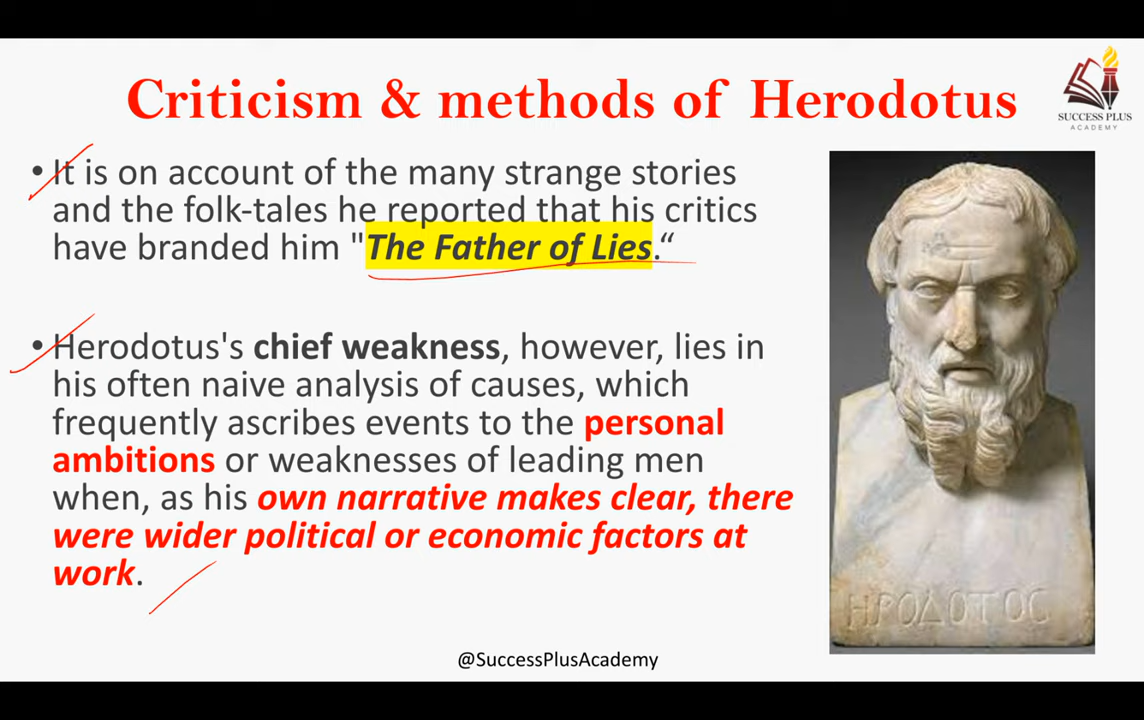 Criticism & methods of Herodotus
SUCCESS PLUS
ACADEMY
• It is on account of the many strange stories
and the folk-tales he reported that his critics
have branded him "The Father of Lies.“
• Herodotus's chief weakness, however, lies in
his often naive analysis of causes, which
frequently ascribes events to the personal
ambitions or weaknesses of leading men
when, as his own narrative makes clear, there
were wider political or economic factors at
work.
ΗΡΟΔΟΤΟC
@SuccessPlusAcademy